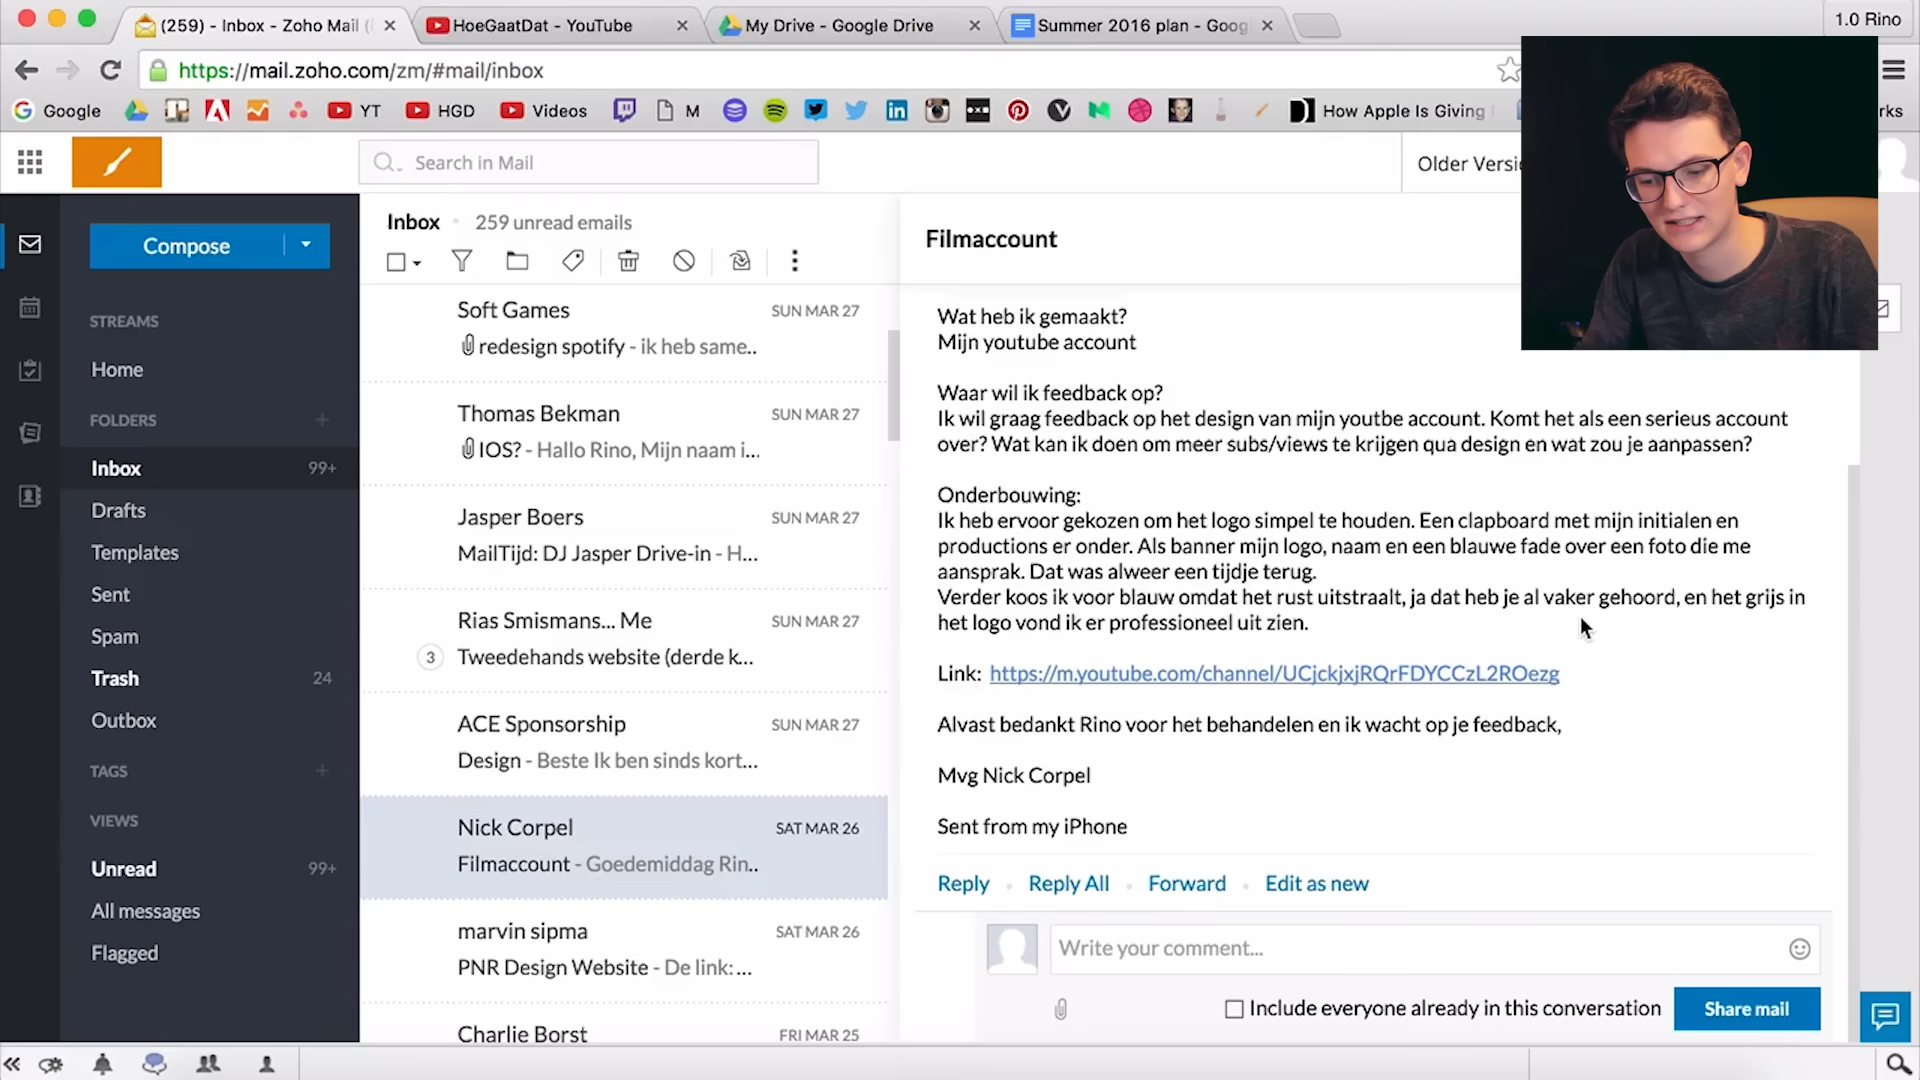 (259) - Inbox - Zoho Mail (
HoeGaatDat - YouTube
My Drive - Google Drive
Summer 2016 plan - Goog
1.0 Rino
https://mail.zoho.com/zm/#mail/inbox
Google
YT
HGD
Videos
M
How Apple Is Giving
rks
Search in Mail
Older Versi
Compose
STREAMS
Home
FOLDERS
Inbox 99+
Drafts
Templates
Sent
Spam
Trash 24
Outbox
TAGS
VIEWS
Unread 99+
All messages
Flagged
Inbox 259 unread emails
Soft Games SUN MAR 27
redesign spotify - ik heb same..
Thomas Bekman SUN MAR 27
IOS? - Hallo Rino, Mijn naam i...
Jasper Boers SUN MAR 27
MailTijd: DJ Jasper Drive-in - H...
Rias Smismans... Me SUN MAR 27
3 Tweedehands website (derde k...
ACE Sponsorship SUN MAR 27
Design - Beste Ik ben sinds kort...
Nick Corpel SAT MAR 26
Filmaccount - Goedemiddag Rin..
marvin sipma SAT MAR 26
PNR Design Website - De link: ...
Charlie Borst FRI MAR 25
Filmaccount
Wat heb ik gemaakt?
Mijn youtube account
Waar wil ik feedback op?
Ik wil graag feedback op het design van mijn youtbe account. Komt het als een serieus account
over? Wat kan ik doen om meer subs/views te krijgen qua design en wat zou je aanpassen?
Onderbouwing:
Ik heb ervoor gekozen om het logo simpel te houden. Een clapboard met mijn initialen en
productions er onder. Als banner mijn logo, naam en een blauwe fade over een foto die me
aansprak. Dat was alweer een tijdje terug.
Verder koos ik voor blauw omdat het rust uitstraalt, ja dat heb je al vaker gehoord, en het grijs in
het logo vond ik er professioneel uit zien.
Link: https://m.youtube.com/channel/UCjckjxjRQrFDYCCzL2ROezg
Alvast bedankt Rino voor het behandelen en ik wacht op je feedback,
Mvg Nick Corpel
Sent from my iPhone
Reply Reply All Forward Edit as new
Write your comment...
Include everyone already in this conversation
Share mail